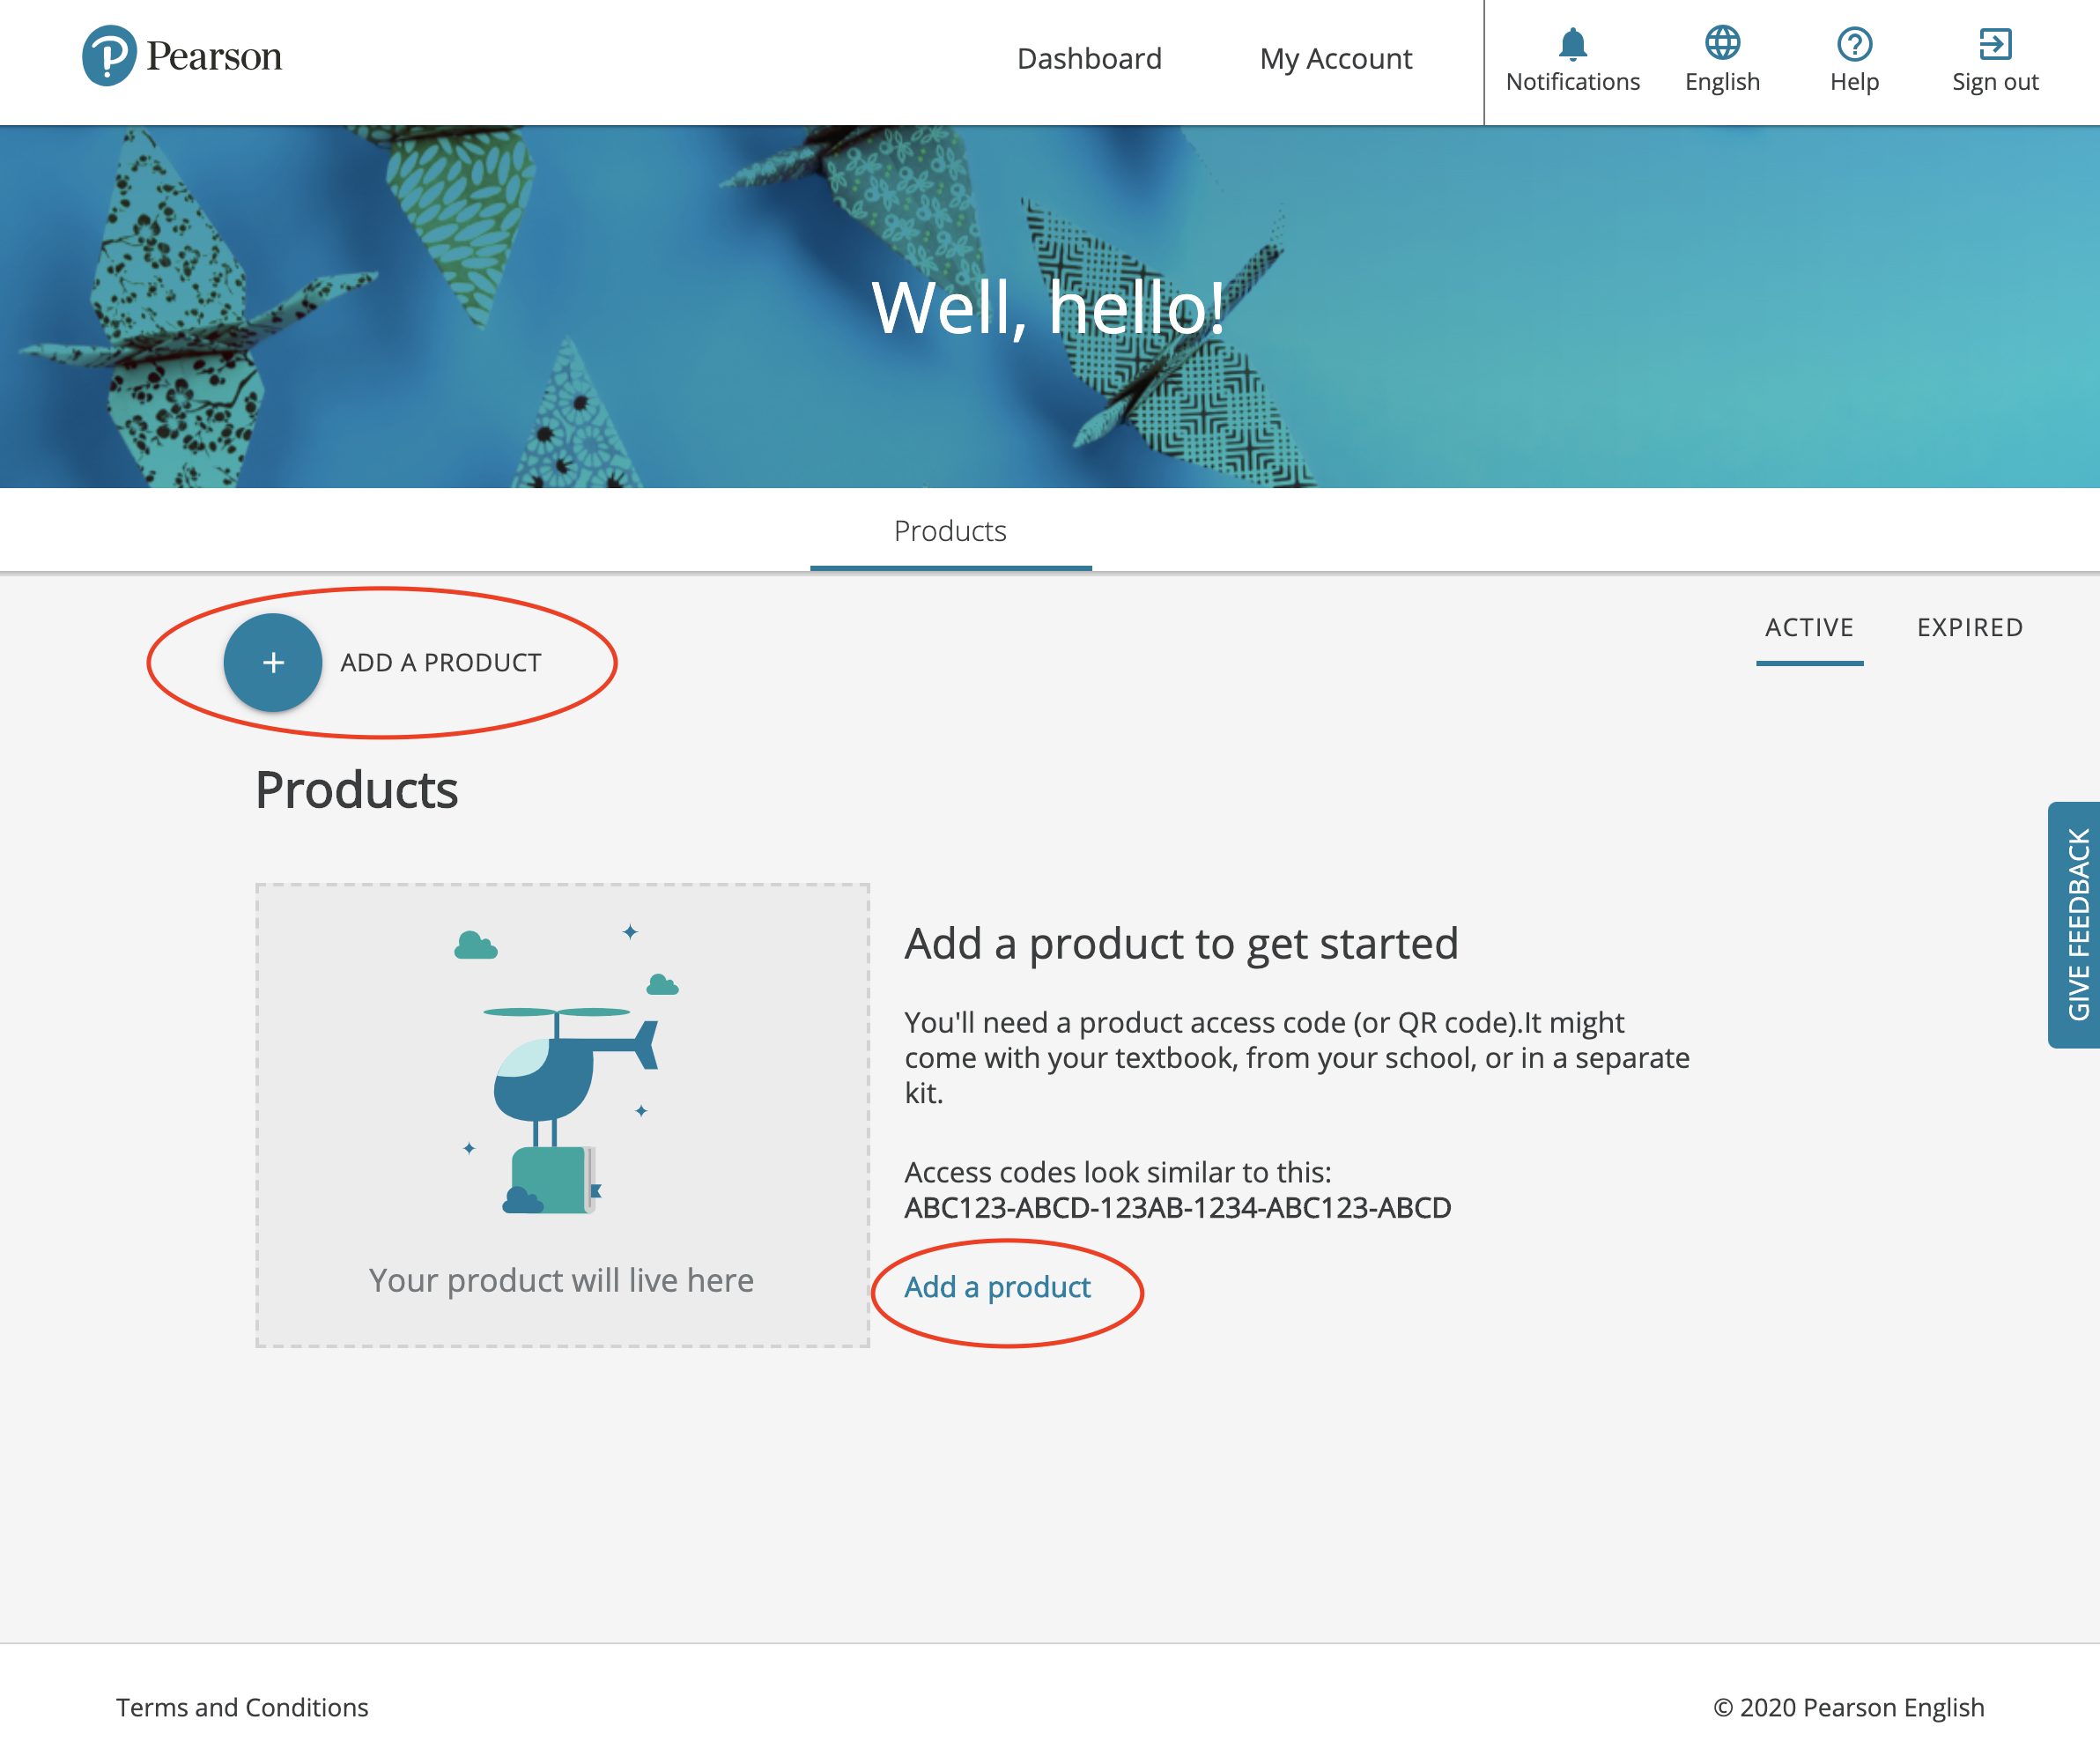 Pearson
Dashboard
My Account
Notifications
English
Help
Sign out
Well, hello!
Products
+ ADD A PRODUCT
ACTIVE
EXPIRED
Products
GIVE FEEDBACK
Your product will live here
Add a product to get started
You'll need a product access code (or QR code).It might
come with your textbook, from your school, or in a separate
kit.
Access codes look similar to this:
ABC123-ABCD-123AB-1234-ABC123-ABCD
Add a product
Terms and Conditions
© 2020 Pearson English